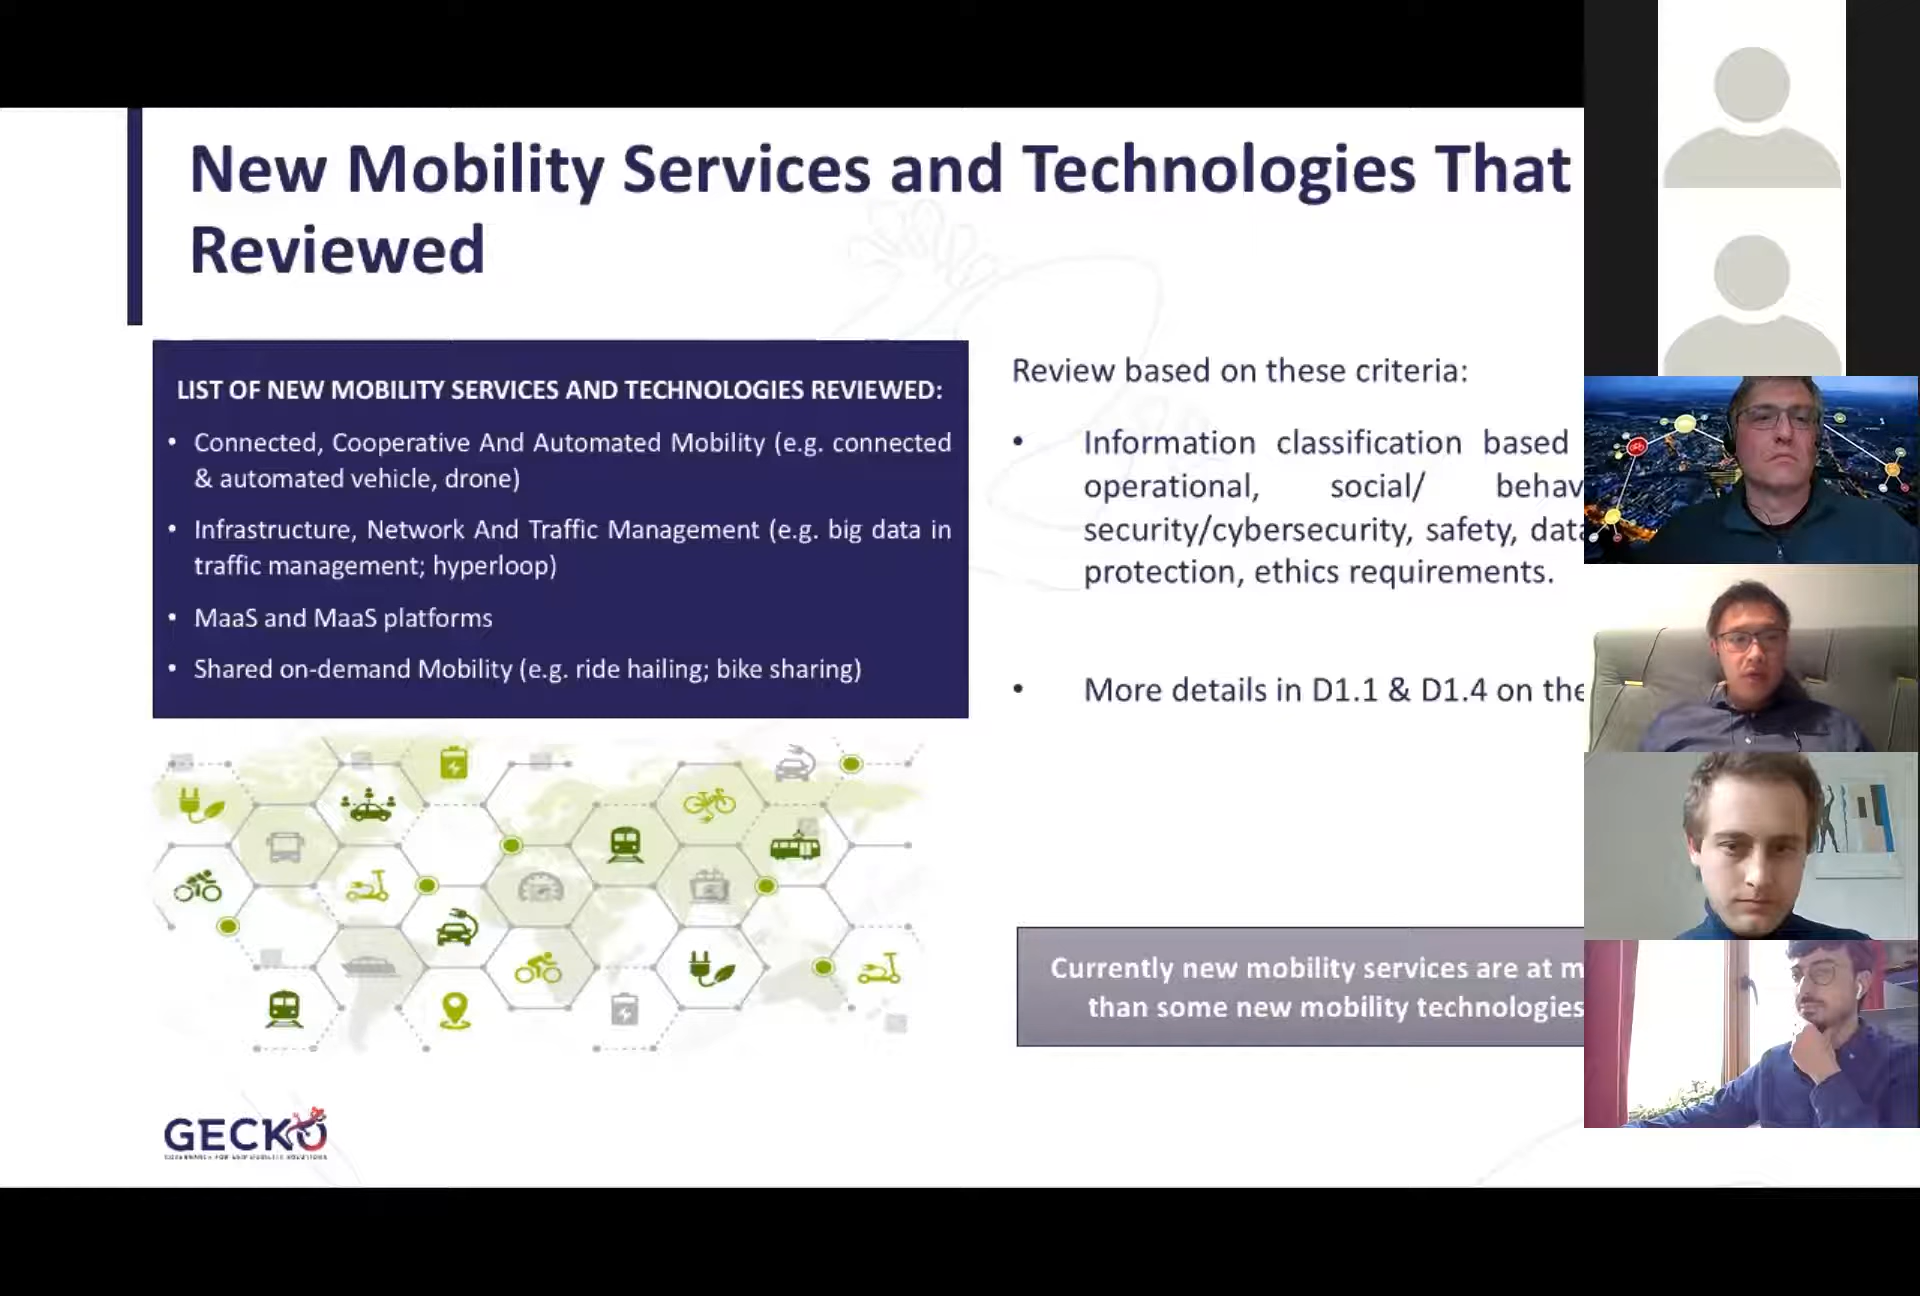 New Mobility Services and Technologies That
Reviewed
LIST OF NEW MOBILITY SERVICES AND TECHNOLOGIES REVIEWED:
• Connected, Cooperative And Automated Mobility (e.g. connected
& automated vehicle, drone)
• Infrastructure, Network And Traffic Management (e.g. big data in
traffic management; hyperloop)
• MaaS and MaaS platforms
• Shared on-demand Mobility (e.g. ride hailing; bike sharing)
Review based on these criteria:
• Information classification based
operational, social/ behav
security/cybersecurity, safety, data
protection, ethics requirements.
• More details in D1.1 & D1.4 on the
Currently new mobility services are at m
than some new mobility technologies
GECKO